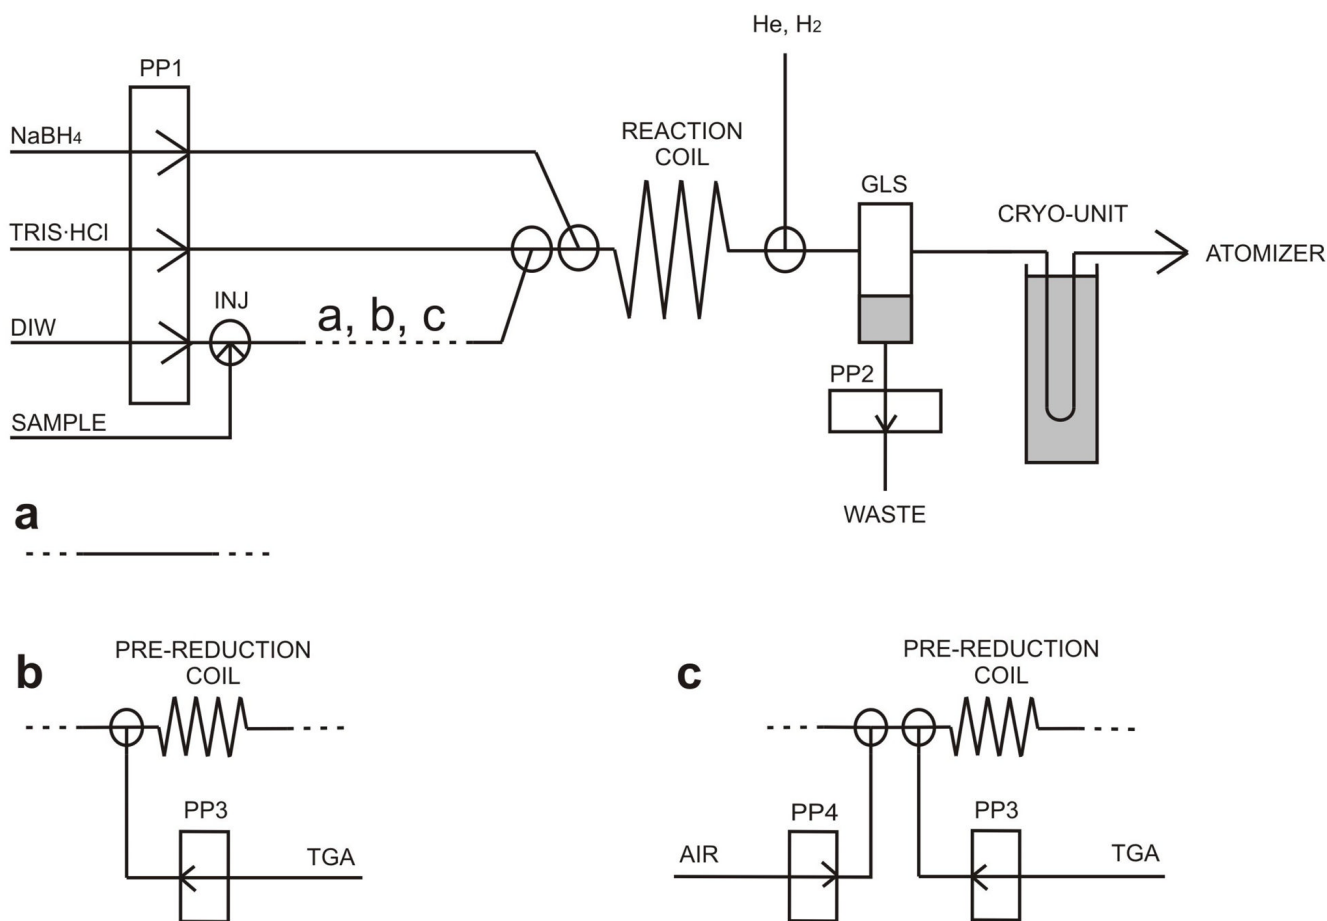 He, H2
PP1
NaBH4
REACTION
COIL
GLS
CRYO-UNIT
TRIS·HCl
ATOMIZER
INJ
a, b, c
DIW
PP2
SAMPLE
WASTE
a
b
PRE-REDUCTION
COIL
PP3
TGA
c
PRE-REDUCTION
COIL
PP4
PP3
AIR
TGA